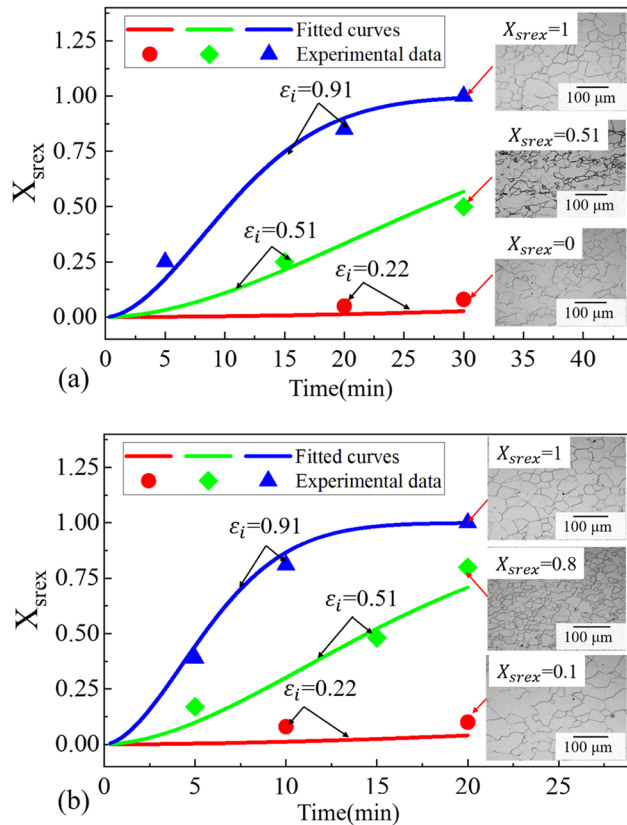 1.25
1.00
0.75
0.50
0.25
0.00
X_srex
Fitted curves
Experimental data
ε_i=0.91
ε_i=0.51
ε_i=0.22
X_srex=1
100 μm
X_srex=0.51
100 μm
X_srex=0
100 μm
5 10 15 20 25 30 35 40
Time(min)
(a)
1.25
1.00
0.75
0.50
0.25
0.00
X_srex
Fitted curves
Experimental data
ε_i=0.91
ε_i=0.51
ε_i=0.22
X_srex=1
100 μm
X_srex=0.8
100 μm
X_srex=0.1
100 μm
5 10 15 20 25
Time(min)
(b)